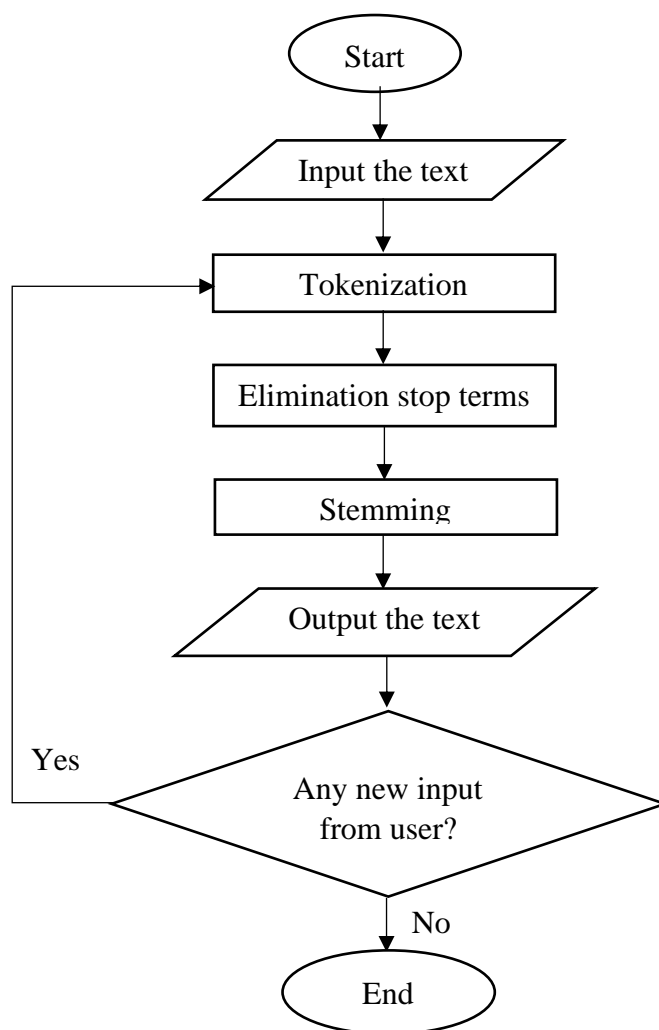 Start
Input the text
Tokenization
Elimination stop terms
Stemming
Output the text
Yes
Any new input
from user?
No
End